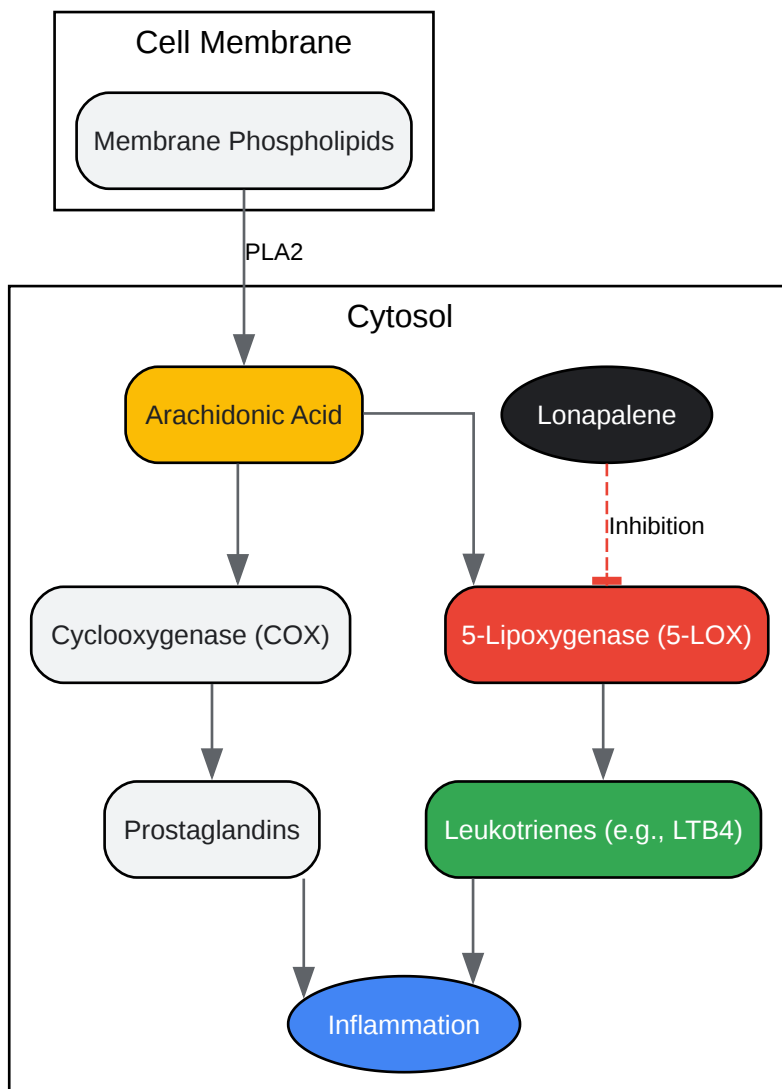 Cell Membrane
Membrane Phospholipids
PLA2
Cytosol
Arachidonic Acid
Lonapalene
Inhibition
Cyclooxygenase (COX)
5-Lipoxygenase (5-LOX)
Prostaglandins
Leukotrienes (e.g., LTB4)
Inflammation